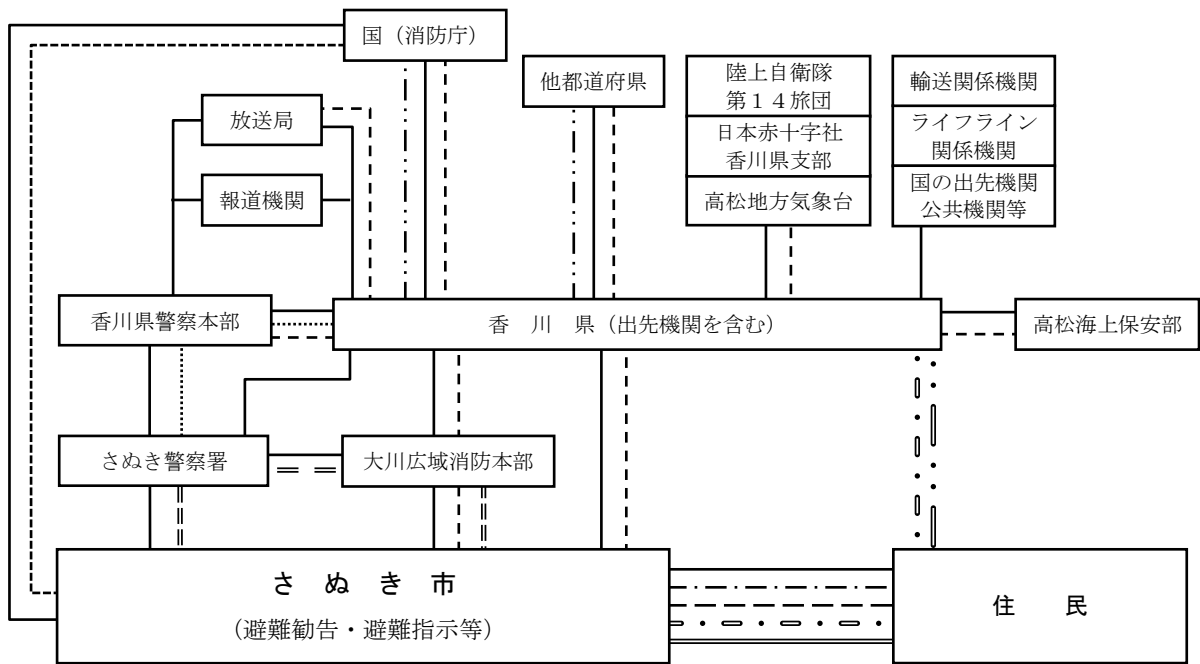 国（消防庁）
他都道府県
陸上自衛隊
第１４旅団
輸送関係機関
放送局
日本赤十字社
香川県支部
ライフライン
関係機関
報道機関
高松地方気象台
国の出先機関
公共機関等
香川県警察本部
香　川　県（出先機関を含む）
高松海上保安部
さぬき警察署
大川広域消防本部
さ　ぬ　き　市
（避難勧告・避難指示等）
住　　民